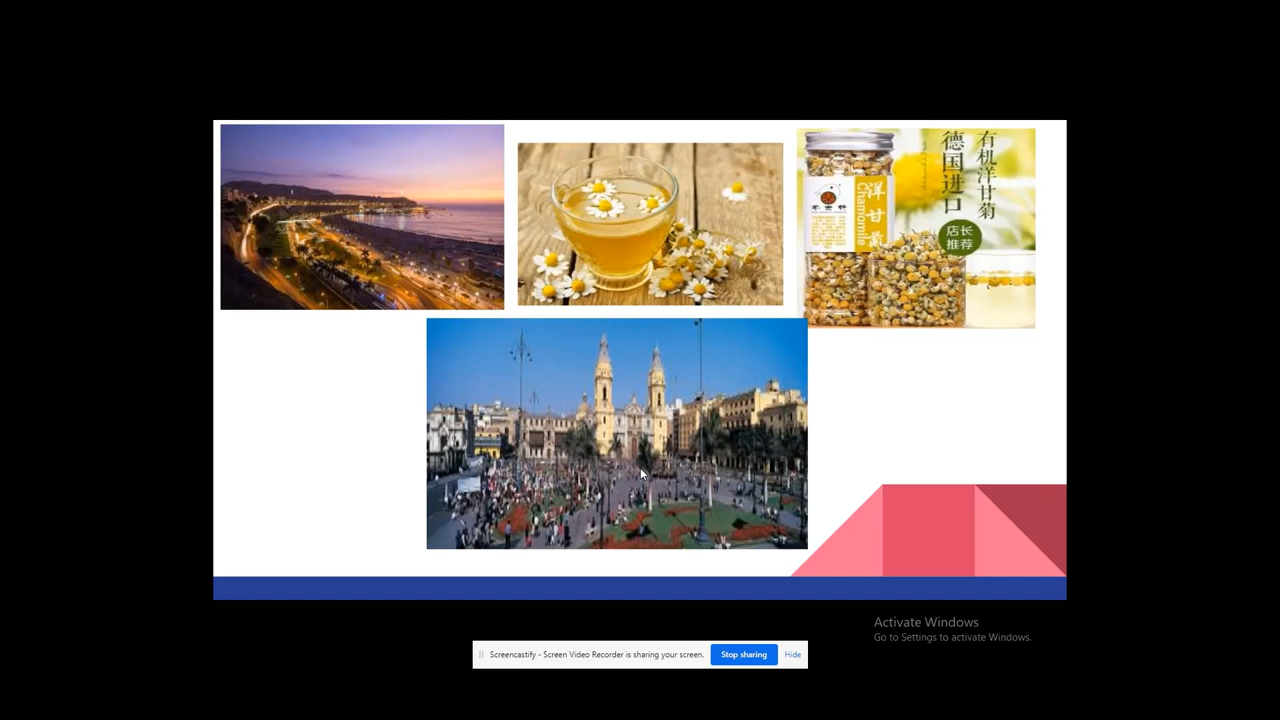 有机洋甘菊
德国进口
店长
推荐
洋甘菊
Chamomile
Activate Windows
Go to Settings to activate Windows.
Screencastify - Screen Video Recorder is sharing your screen.
Stop sharing
Hide